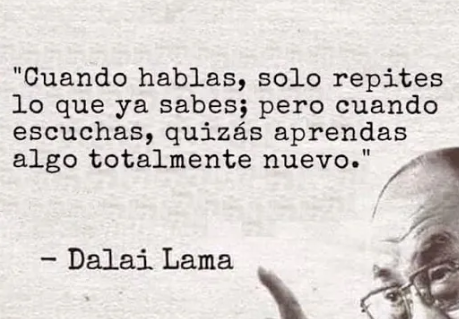 "Cuando hablas, solo repites
lo que ya sabes; pero cuando
escuchas, quizás aprendas
algo totalmente nuevo."
- Dalai Lama